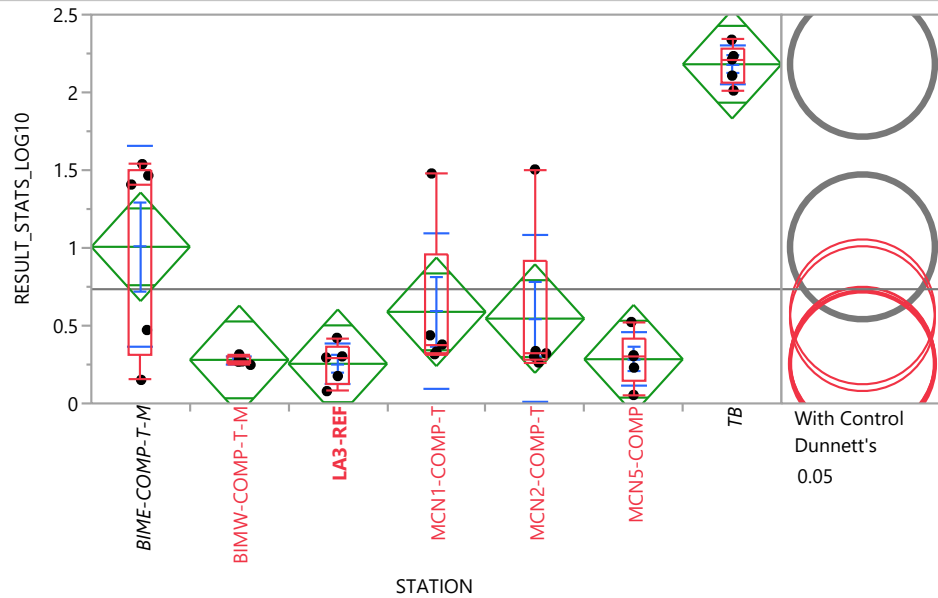 RESULT_STATS_LOG10
2.5
2
1.5
1
0.5
0
BIME-COMP-T-M
BIMW-COMP-T-M
LA3-REF
MCN1-COMP-T
MCN2-COMP-T
MCN5-COMP
TB
STATION
With Control
Dunnett's
0.05